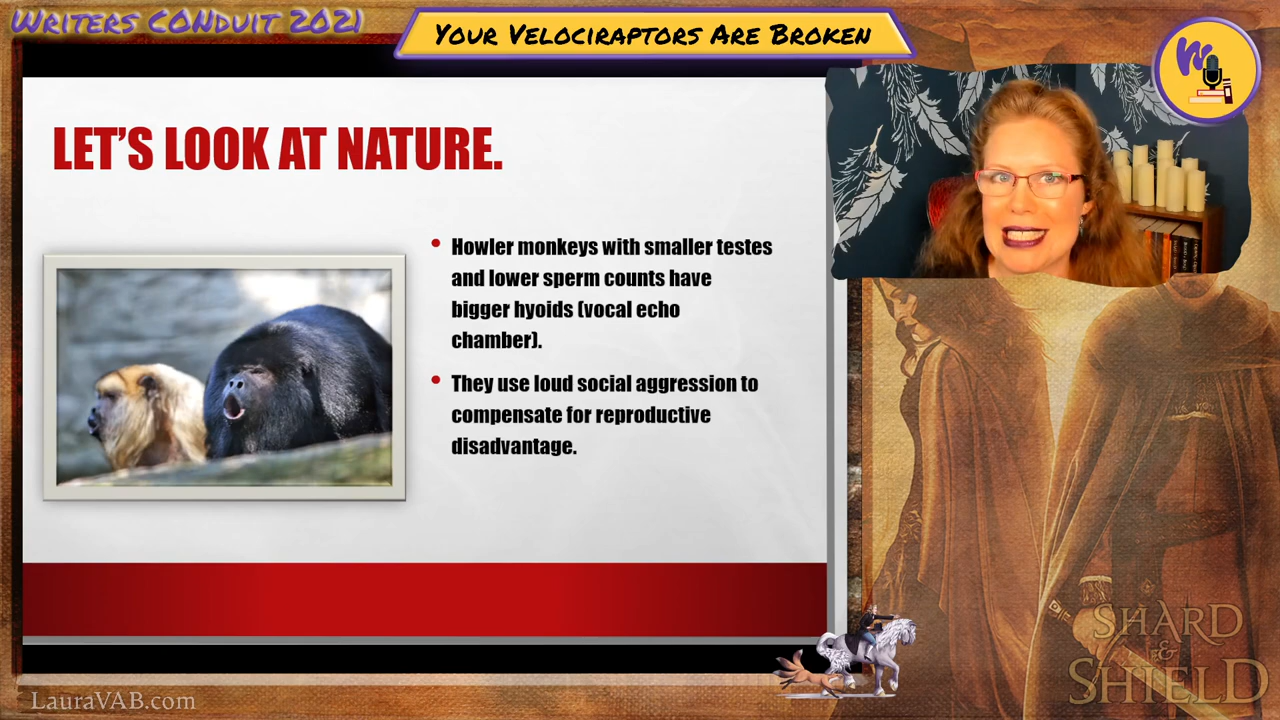 Writers CONduit 2021
Your Velociraptors Are Broken
W
LET'S LOOK AT NATURE.
• Howler monkeys with smaller testes
and lower sperm counts have
bigger hyoids (vocal echo
chamber).
• They use loud social aggression to
compensate for reproductive
disadvantage.
SHARD
&
SHIELD
LauraVAB.com